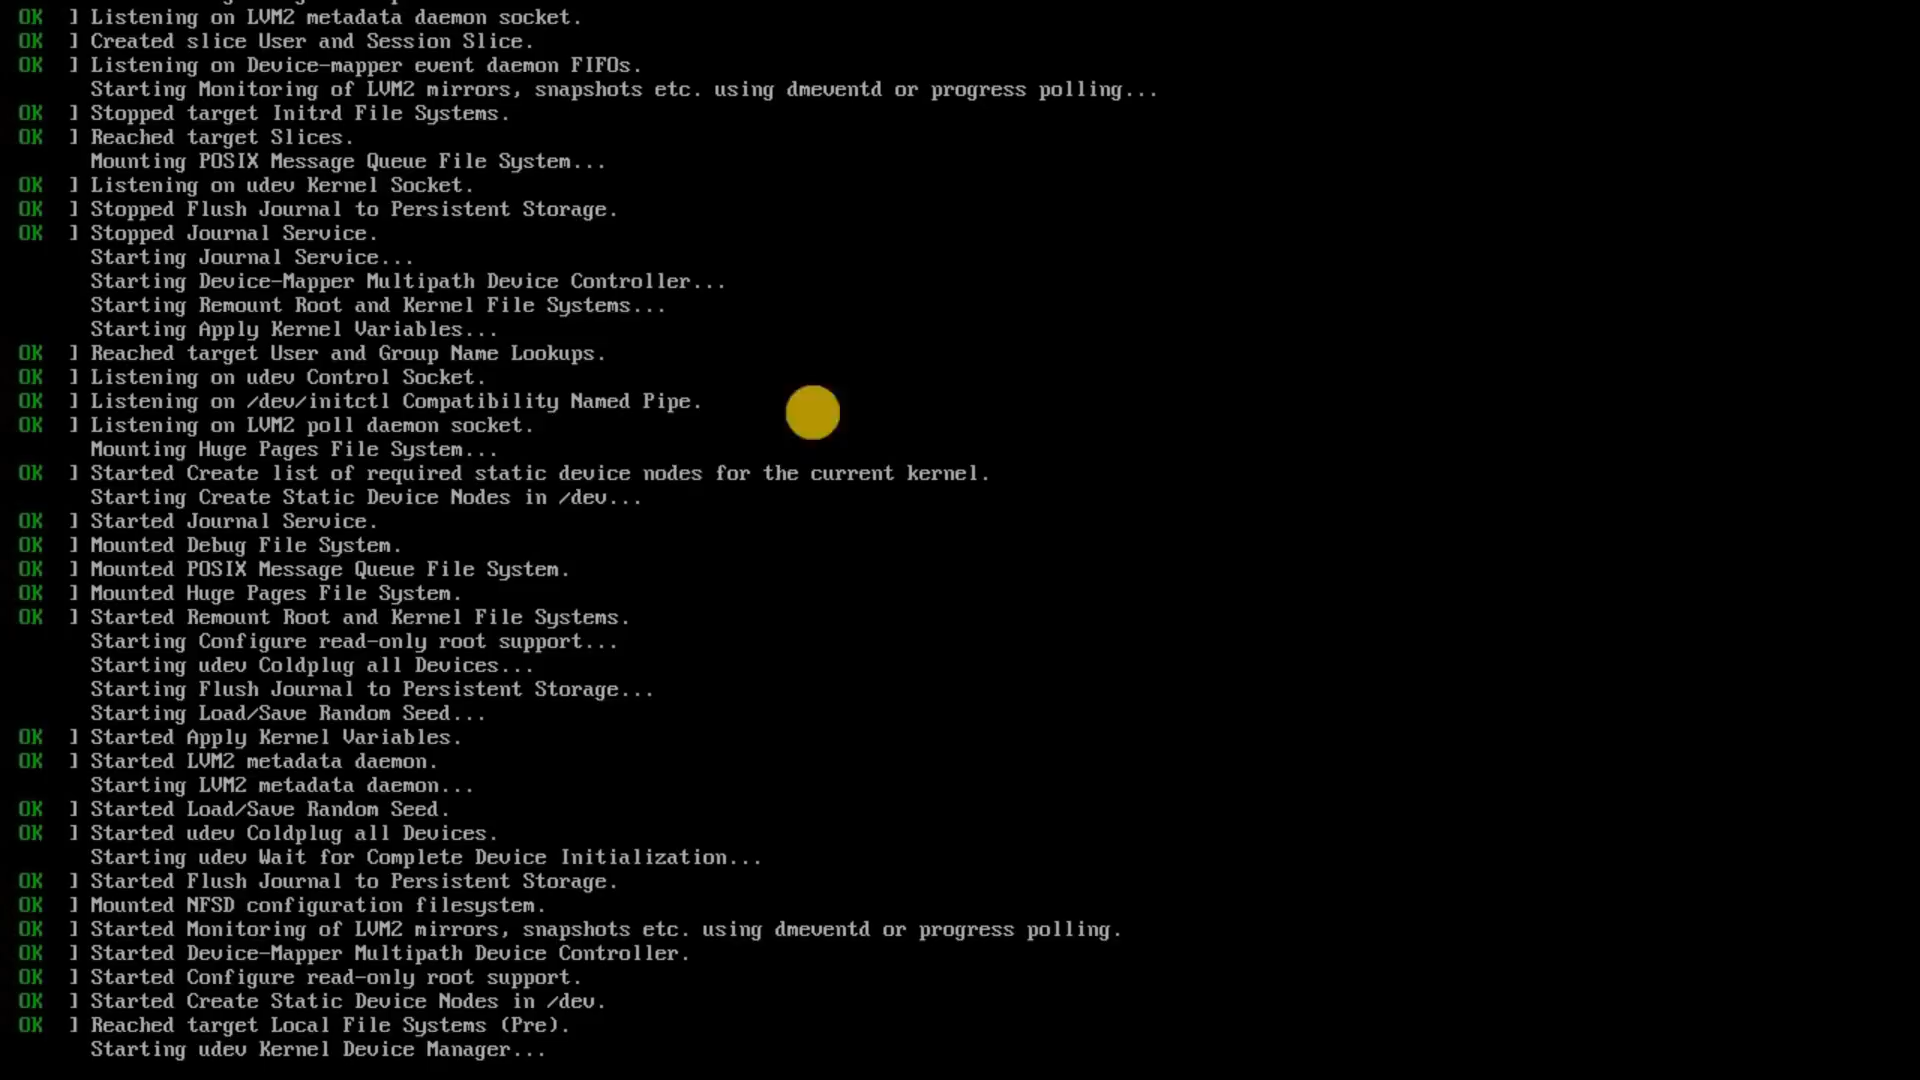 OK ] Listening on LVM2 metadata daemon socket.
OK ] Created slice User and Session Slice.
OK ] Listening on Device-mapper event daemon FIFOs.
Starting Monitoring of LVM2 mirrors, snapshots etc. using dmeventd or progress polling...
OK ] Stopped target Initrd File Systems.
OK ] Reached target Slices.
Mounting POSIX Message Queue File System...
OK ] Listening on udev Kernel Socket.
OK ] Stopped Flush Journal to Persistent Storage.
OK ] Stopped Journal Service.
Starting Journal Service...
Starting Device-Mapper Multipath Device Controller...
Starting Remount Root and Kernel File Systems...
Starting Apply Kernel Variables...
OK ] Reached target User and Group Name Lookups.
OK ] Listening on udev Control Socket.
OK ] Listening on /dev/initctl Compatibility Named Pipe.
OK ] Listening on LVM2 poll daemon socket.
Mounting Huge Pages File System...
OK ] Started Create list of required static device nodes for the current kernel.
Starting Create Static Device Nodes in /dev...
OK ] Started Journal Service.
OK ] Mounted Debug File System.
OK ] Mounted POSIX Message Queue File System.
OK ] Mounted Huge Pages File System.
OK ] Started Remount Root and Kernel File Systems.
Starting Configure read-only root support...
Starting udev Coldplug all Devices...
Starting Flush Journal to Persistent Storage...
Starting Load/Save Random Seed...
OK ] Started Apply Kernel Variables.
OK ] Started LVM2 metadata daemon.
Starting LVM2 metadata daemon...
OK ] Started Load/Save Random Seed.
OK ] Started udev Coldplug all Devices.
Starting udev Wait for Complete Device Initialization...
OK ] Started Flush Journal to Persistent Storage.
OK ] Mounted NFSD configuration filesystem.
OK ] Started Monitoring of LVM2 mirrors, snapshots etc. using dmeventd or progress polling.
OK ] Started Device-Mapper Multipath Device Controller.
OK ] Started Configure read-only root support.
OK ] Started Create Static Device Nodes in /dev.
OK ] Reached target Local File Systems (Pre).
Starting udev Kernel Device Manager...